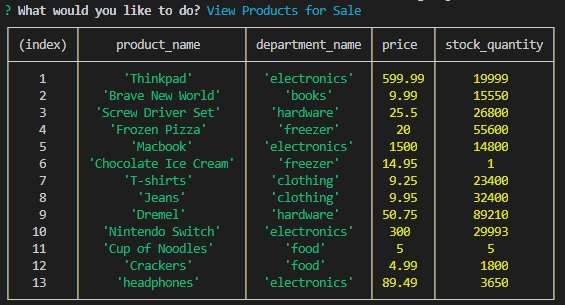 ? What would you like to do? View Products for Sale
(index) product_name department_name price stock_quantity
1 'Thinkpad' 'electronics' 599.99 19999
2 'Brave New World' 'books' 9.99 15550
3 'Screw Driver Set' 'hardware' 25.5 26800
4 'Frozen Pizza' 'freezer' 20 55600
5 'Macbook' 'electronics' 1500 14800
6 'Chocolate Ice Cream' 'freezer' 14.95 1
7 'T-shirts' 'clothing' 9.25 23400
8 'Jeans' 'clothing' 9.95 32400
9 'Dremel' 'hardware' 50.75 89210
10 'Nintendo Switch' 'electronics' 300 29993
11 'Cup of Noodles' 'food' 5 5
12 'Crackers' 'food' 4.99 1800
13 'headphones' 'electronics' 89.49 3650